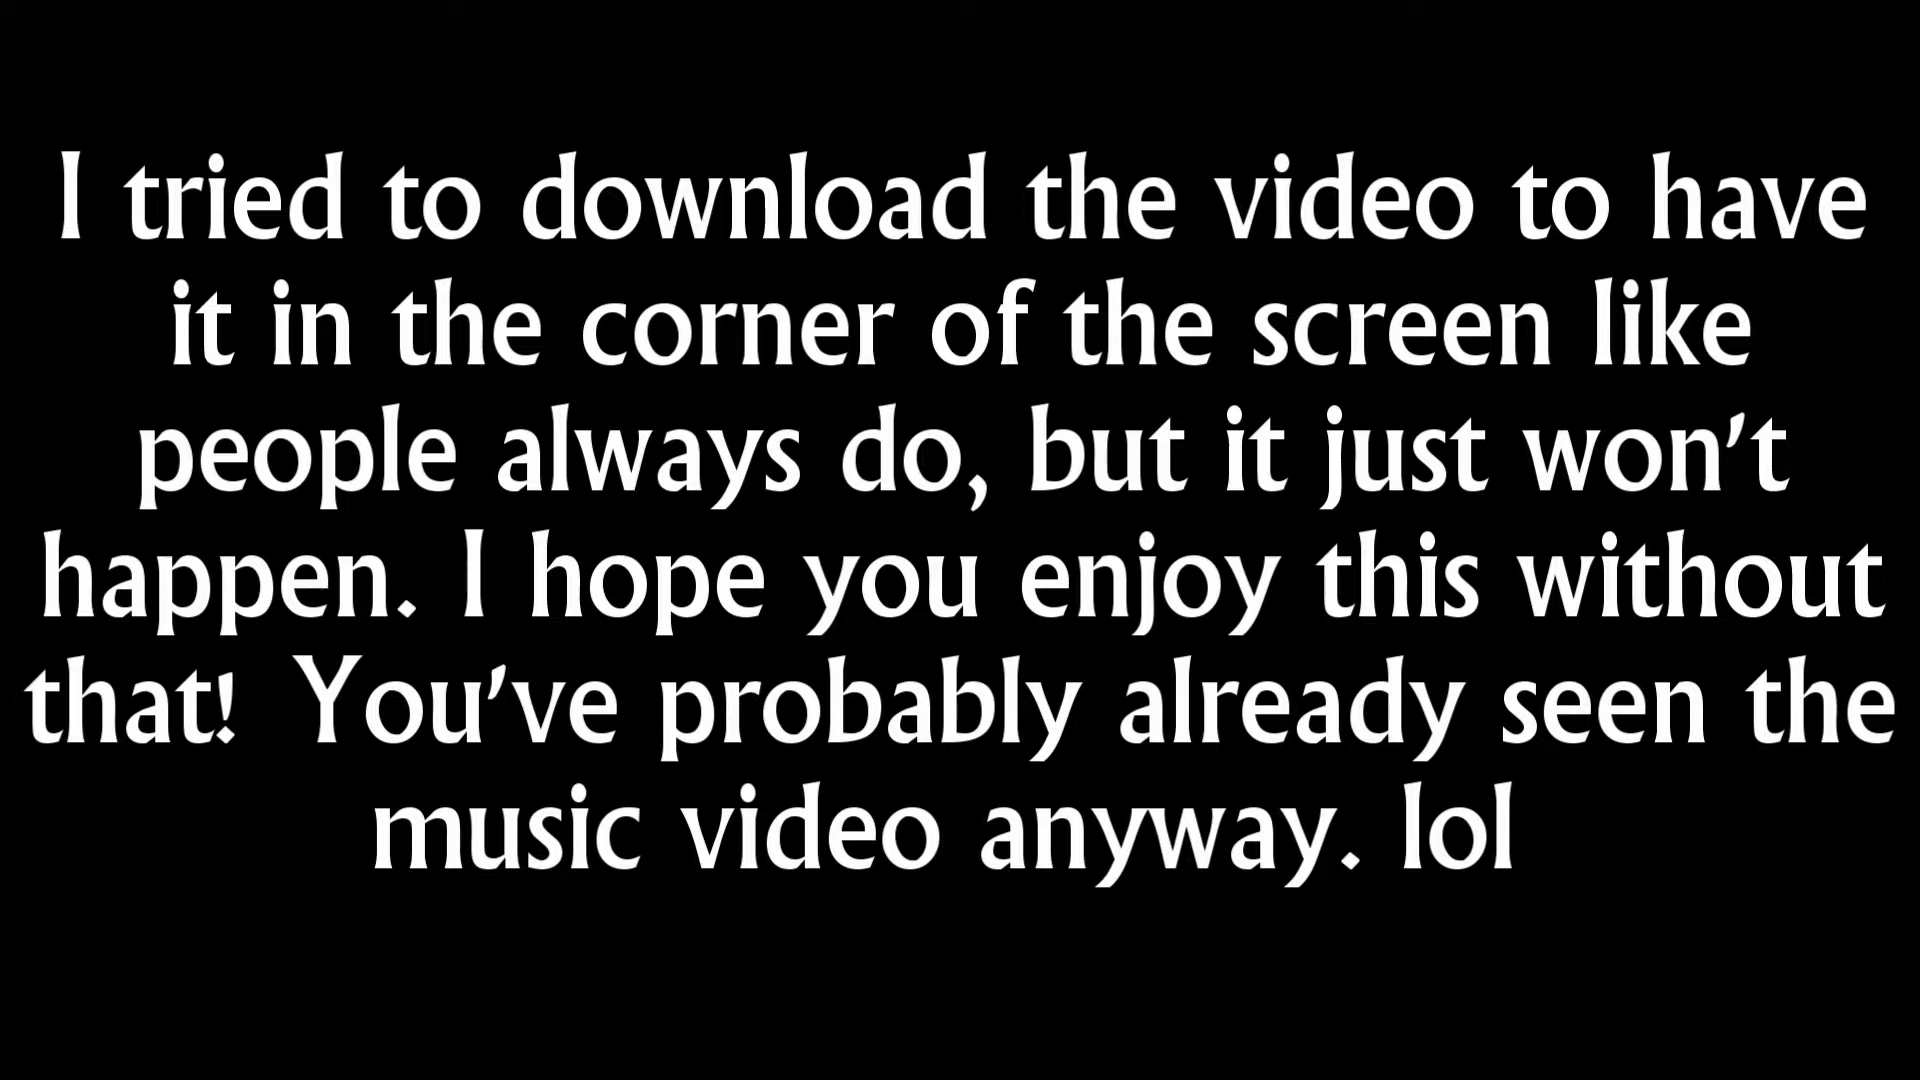 I tried to download the video to have
it in the corner of the screen like
people always do, but it just won't
happen. I hope you enjoy this without
that!  You've probably already seen the
music video anyway. lol